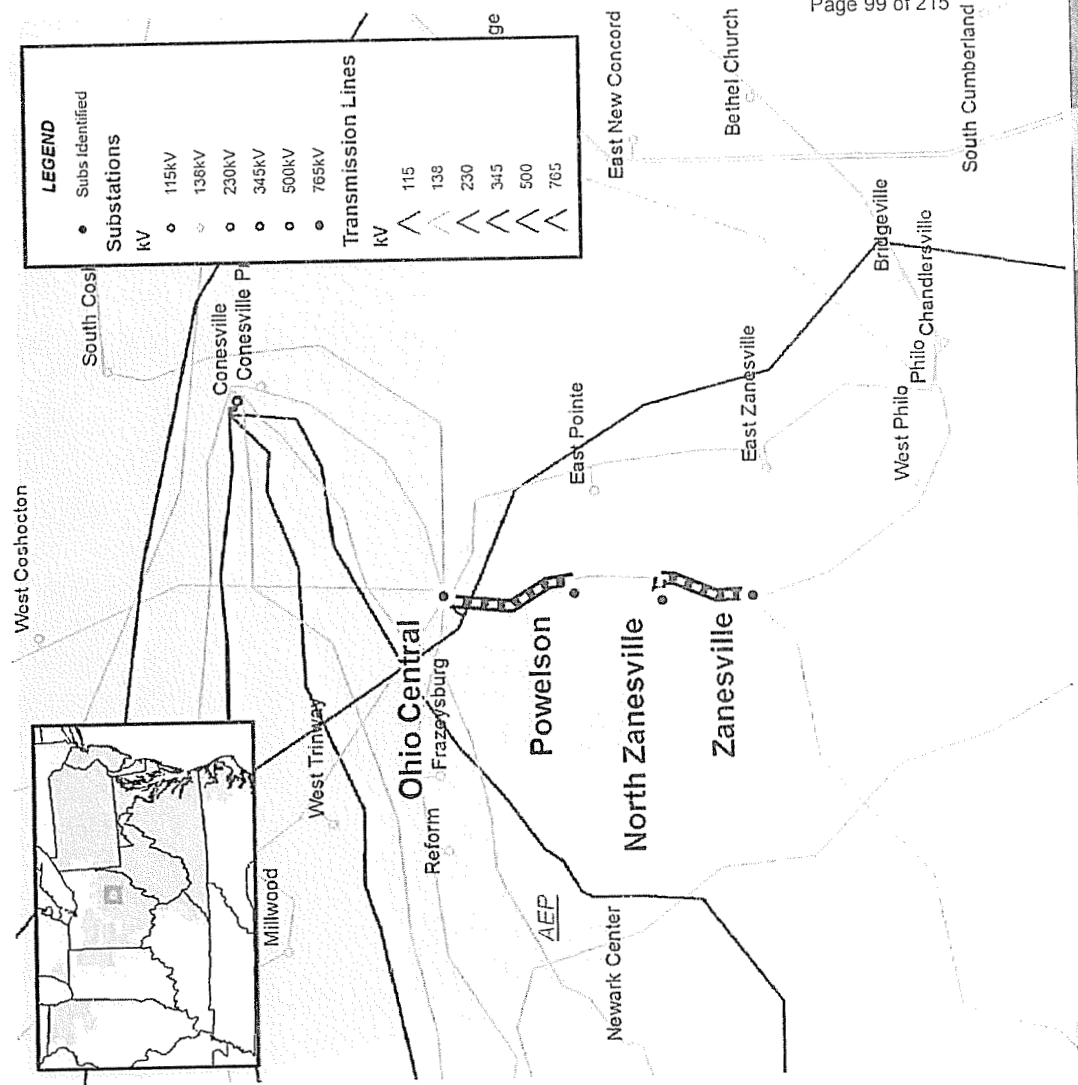 Page 99 of 215
LEGEND
Subs Identified
Substations
kV
115kV
138kV
230kV
345kV
500kV
765kV
Transmission Lines
kV
115
138
230
345
500
765
ge
East New Concord
Bethel Church
South Cumberland
South Cosh
Conesville
Conesville P
West Coshocton
Bridgeville
Chandlersville
Philo
West Philo
East Zanesville
East Pointe
Ohio Central
Frazeysburg
Powelson
North Zanesville
Zanesville
West Trinway
Reform
Millwood
AEP
Newark Center